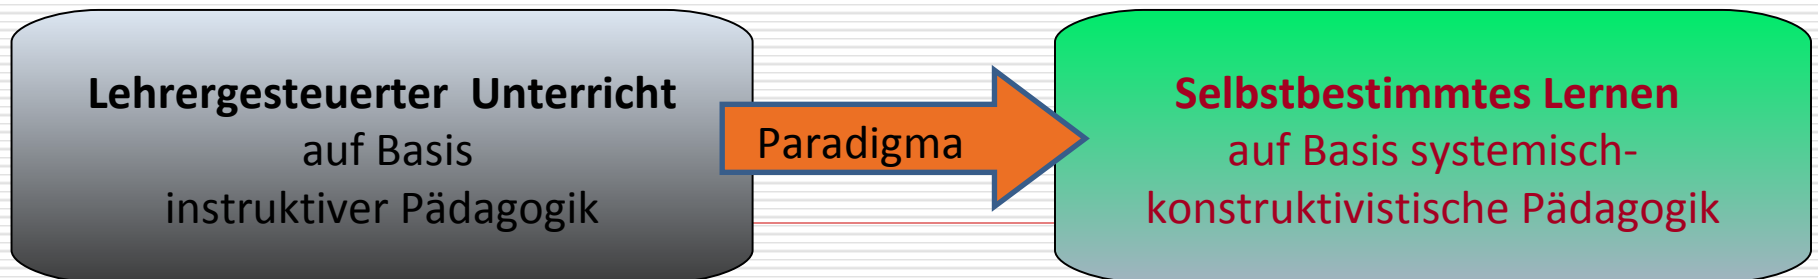 Lehrergesteuerter Unterricht
auf Basis
instruktiver Pädagogik
Paradigma
Selbstbestimmtes Lernen
auf Basis systemisch-
konstruktivistische Pädagogik